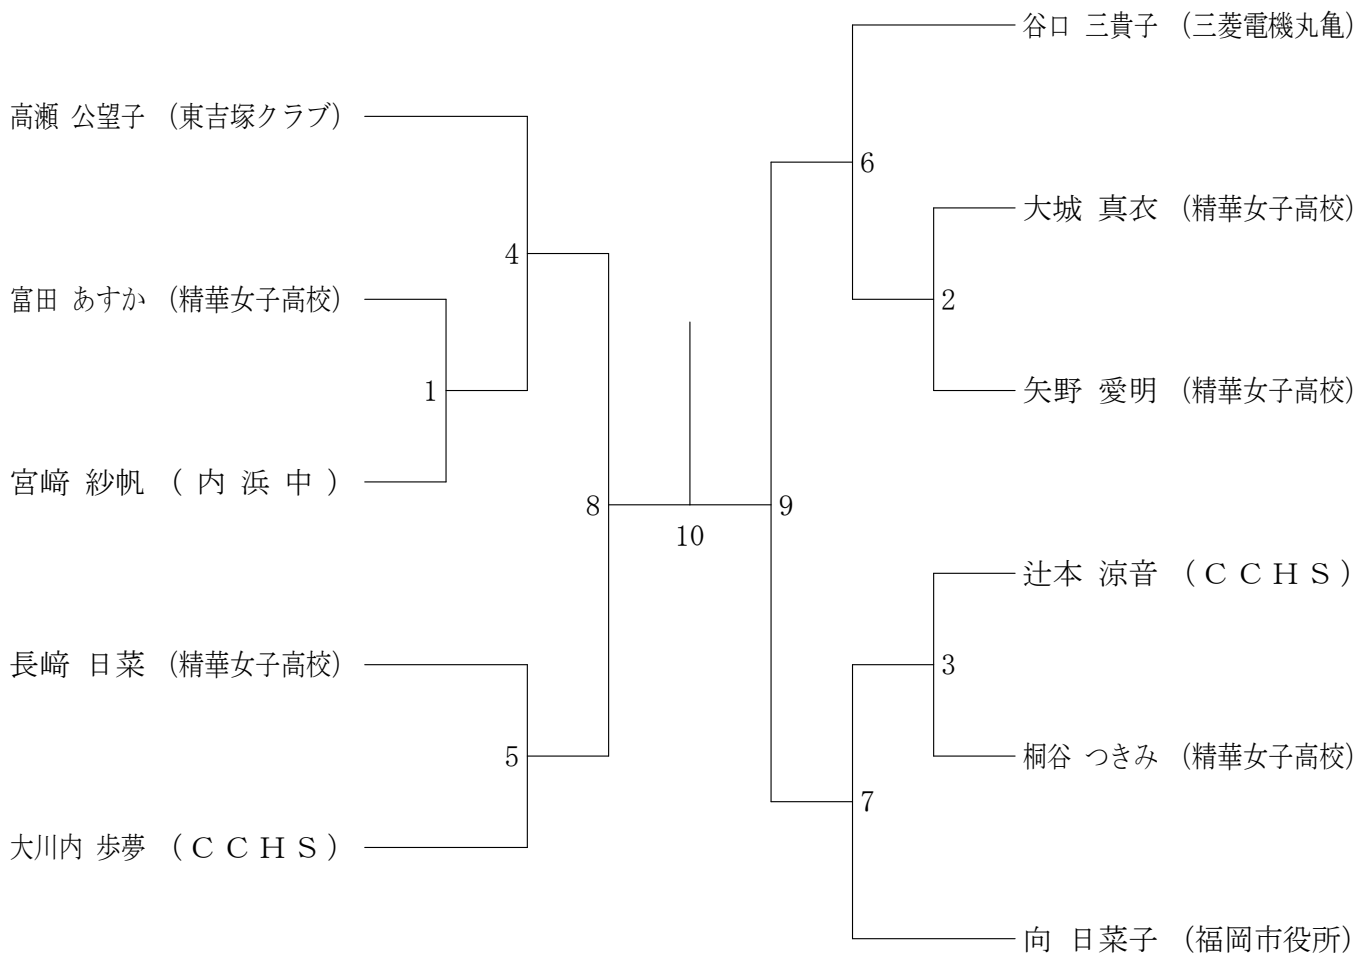 高瀬 公望子 (東吉塚クラブ)
富田 あすか (精華女子高校)
宮﨑 紗帆 (内浜中)
長﨑 日菜 (精華女子高校)
大川内 歩夢 (ＣＣＨＳ)
1
4
5
8
10
9
6
2
3
7
谷口 三貴子 (三菱電機丸亀)
大城 真衣 (精華女子高校)
矢野 愛明 (精華女子高校)
辻本 涼音 (ＣＣＨＳ)
桐谷 つきみ (精華女子高校)
向 日菜子 (福岡市役所)